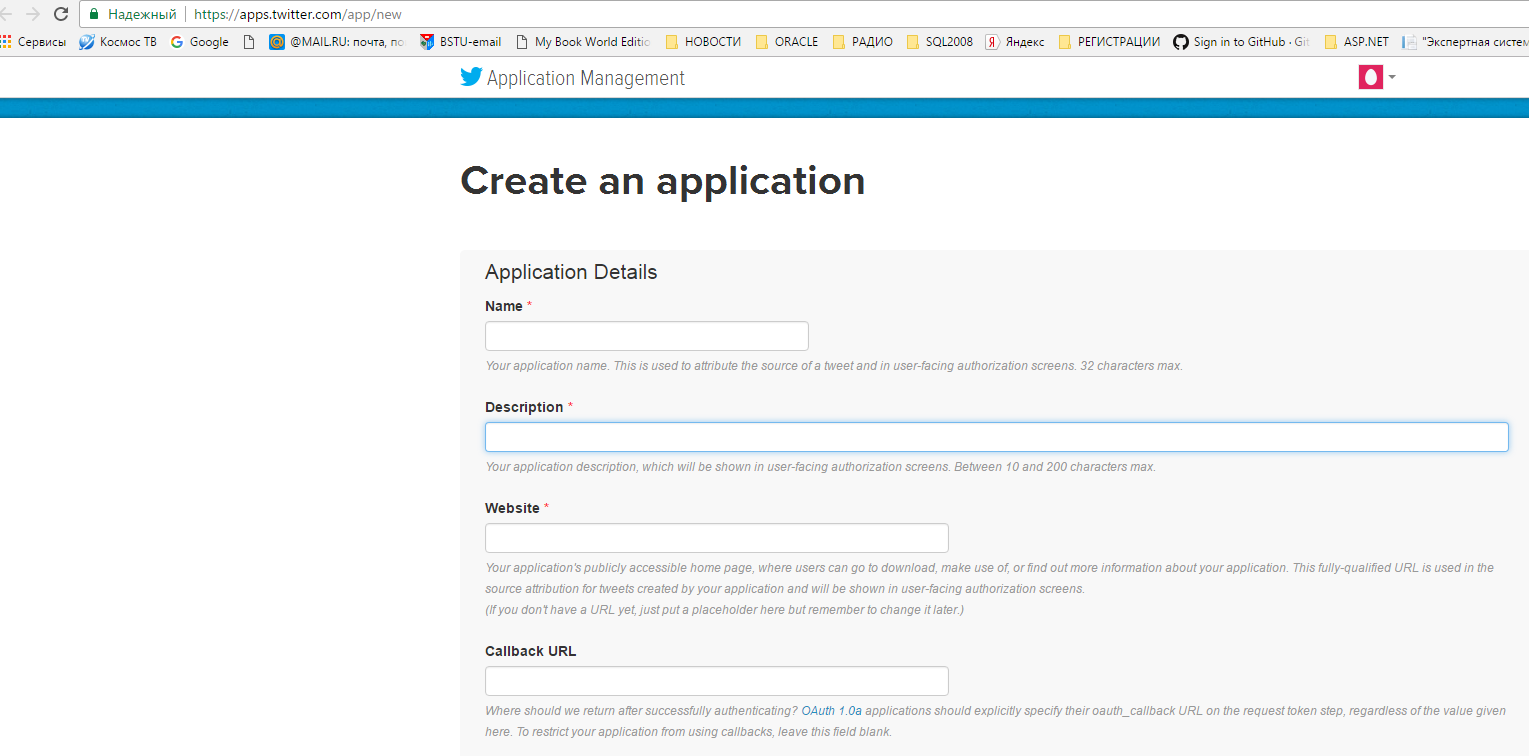 Надежный https://apps.twitter.com/app/new
Сервисы Космос ТВ Google @MAIL.RU: почта, по BSTU-email My Book World Editio НОВОСТИ ORACLE РАДИО SQL2008 Яндекс РЕГИСТРАЦИИ Sign in to GitHub · Git ASP.NET "Экспертная систем
Application Management
Create an application
Application Details
Name *
Your application name. This is used to attribute the source of a tweet and in user-facing authorization screens. 32 characters max.
Description *
Your application description, which will be shown in user-facing authorization screens. Between 10 and 200 characters max.
Website *
Your application's publicly accessible home page, where users can go to download, make use of, or find out more information about your application. This fully-qualified URL is used in the
source attribution for tweets created by your application and will be shown in user-facing authorization screens.
(If you don't have a URL yet, just put a placeholder here but remember to change it later.)
Callback URL
Where should we return after successfully authenticating? OAuth 1.0a applications should explicitly specify their oauth_callback URL on the request token step, regardless of the value given
here. To restrict your application from using callbacks, leave this field blank.